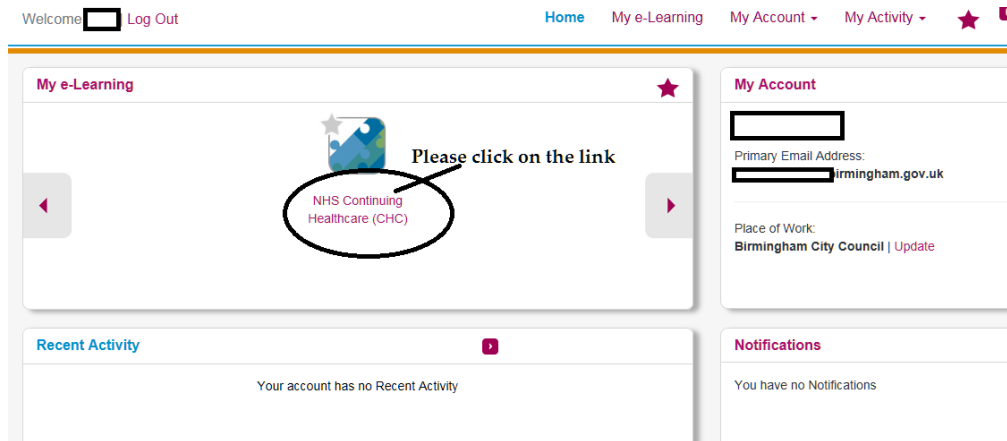 Welcome Log Out
Home My e-Learning My Account My Activity
My e-Learning
Please click on the link
NHS Continuing
Healthcare (CHC)
My Account
Primary Email Address:
irmingham.gov.uk
Place of Work:
Birmingham City Council | Update
Recent Activity
Your account has no Recent Activity
Notifications
You have no Notifications